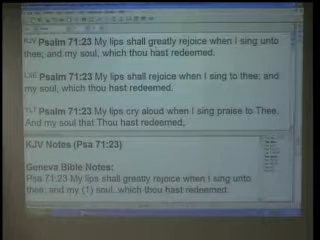 KJV Psalm 71:23 My lips shall greatly rejoice when I sing unto
thee; and my soul, which thou hast redeemed.
Psalm 71:23 My lips shall rejoice when I sing to thee; and
my soul, which thou hast redeemed.
YLT Psalm 71:23 My lips cry aloud when I sing praise to Thee.
And my soul that Thou hast redeemed,
KJV Notes (Psa 71:23)
Geneva Bible Notes:
Psa 71:23 My lips shall greatly rejoice when I sing unto
thee; and my (1) soul, which thou hast redeemed.